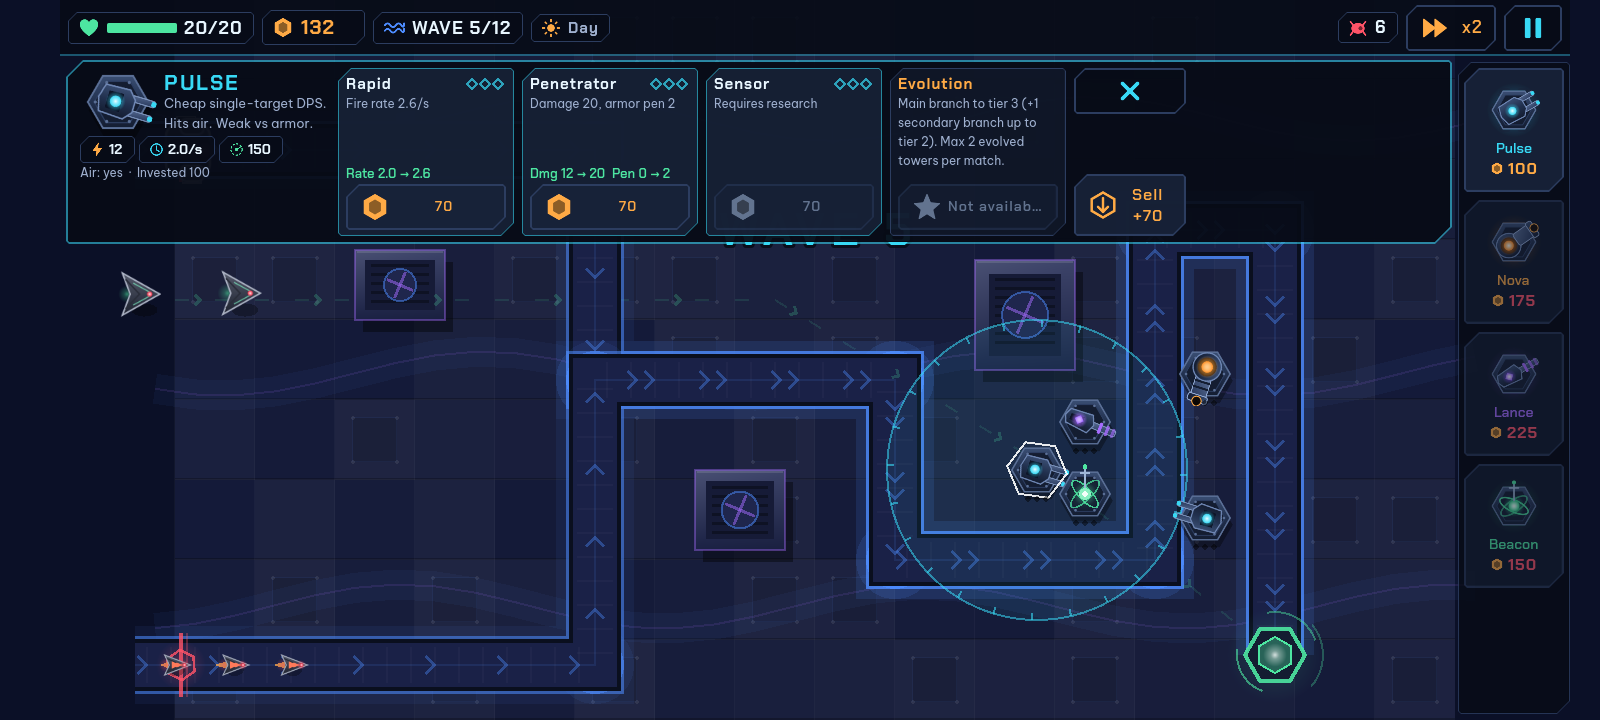 20/20
132
WAVE 5/12
Day
6
x2
PULSE
Cheap single-target DPS.
Hits air. Weak vs armor.
12
2.0/s
150
Air: yes · Invested 100
Rapid
Fire rate 2.6/s
Rate 2.0 → 2.6
70
Penetrator
Damage 20, armor pen 2
Dmg 12 → 20 Pen 0 → 2
70
Sensor
Requires research
70
Evolution
Main branch to tier 3 (+1
secondary branch up to
tier 2). Max 2 evolved
towers per match.
Not availab...
Sell
+70
Pulse
100
Nova
175
Lance
225
Beacon
150